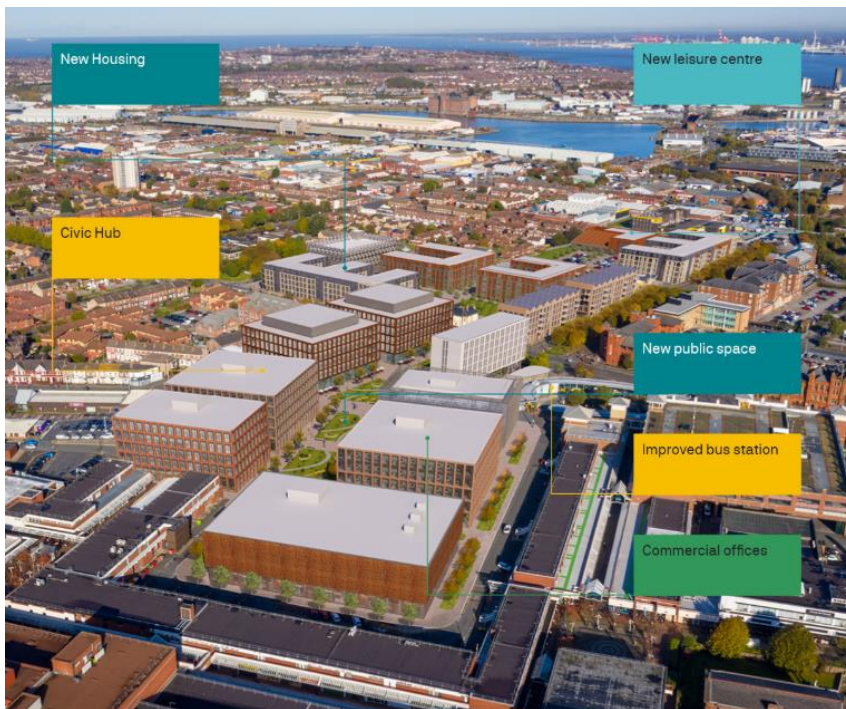 New Housing
New leisure centre
Civic Hub
New public space
Improved bus station
Commercial offices